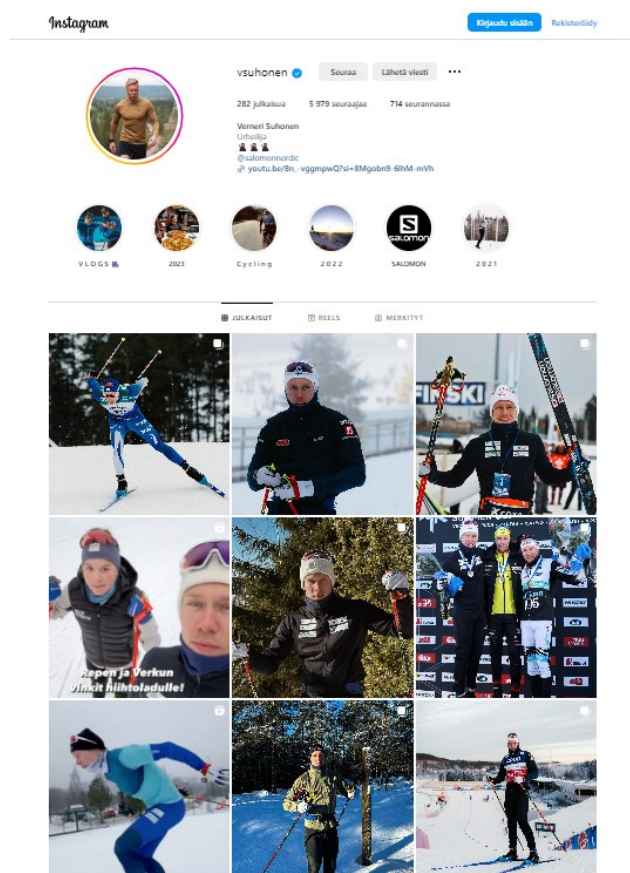 Instagram
Kirjaudu sisään
Rekisteröidy
vsuhonen
Seuraa
Lähetä viesti
282 julkaisua 5 979 seuraajaa 714 seurannassa
Verneri Suhonen
Urheilija
@salomonnordic
youtu.be/8n_-vggmpwQ?si=8Mgobn9-6lhM-mVh
SALOMON
VLOGS
2023
Cycling
2022
SALOMON
2021
JULKAISUT
REELS
MERKITYT
FINSKI
Repen ja Verkun
vinkit hiihtoladulle!